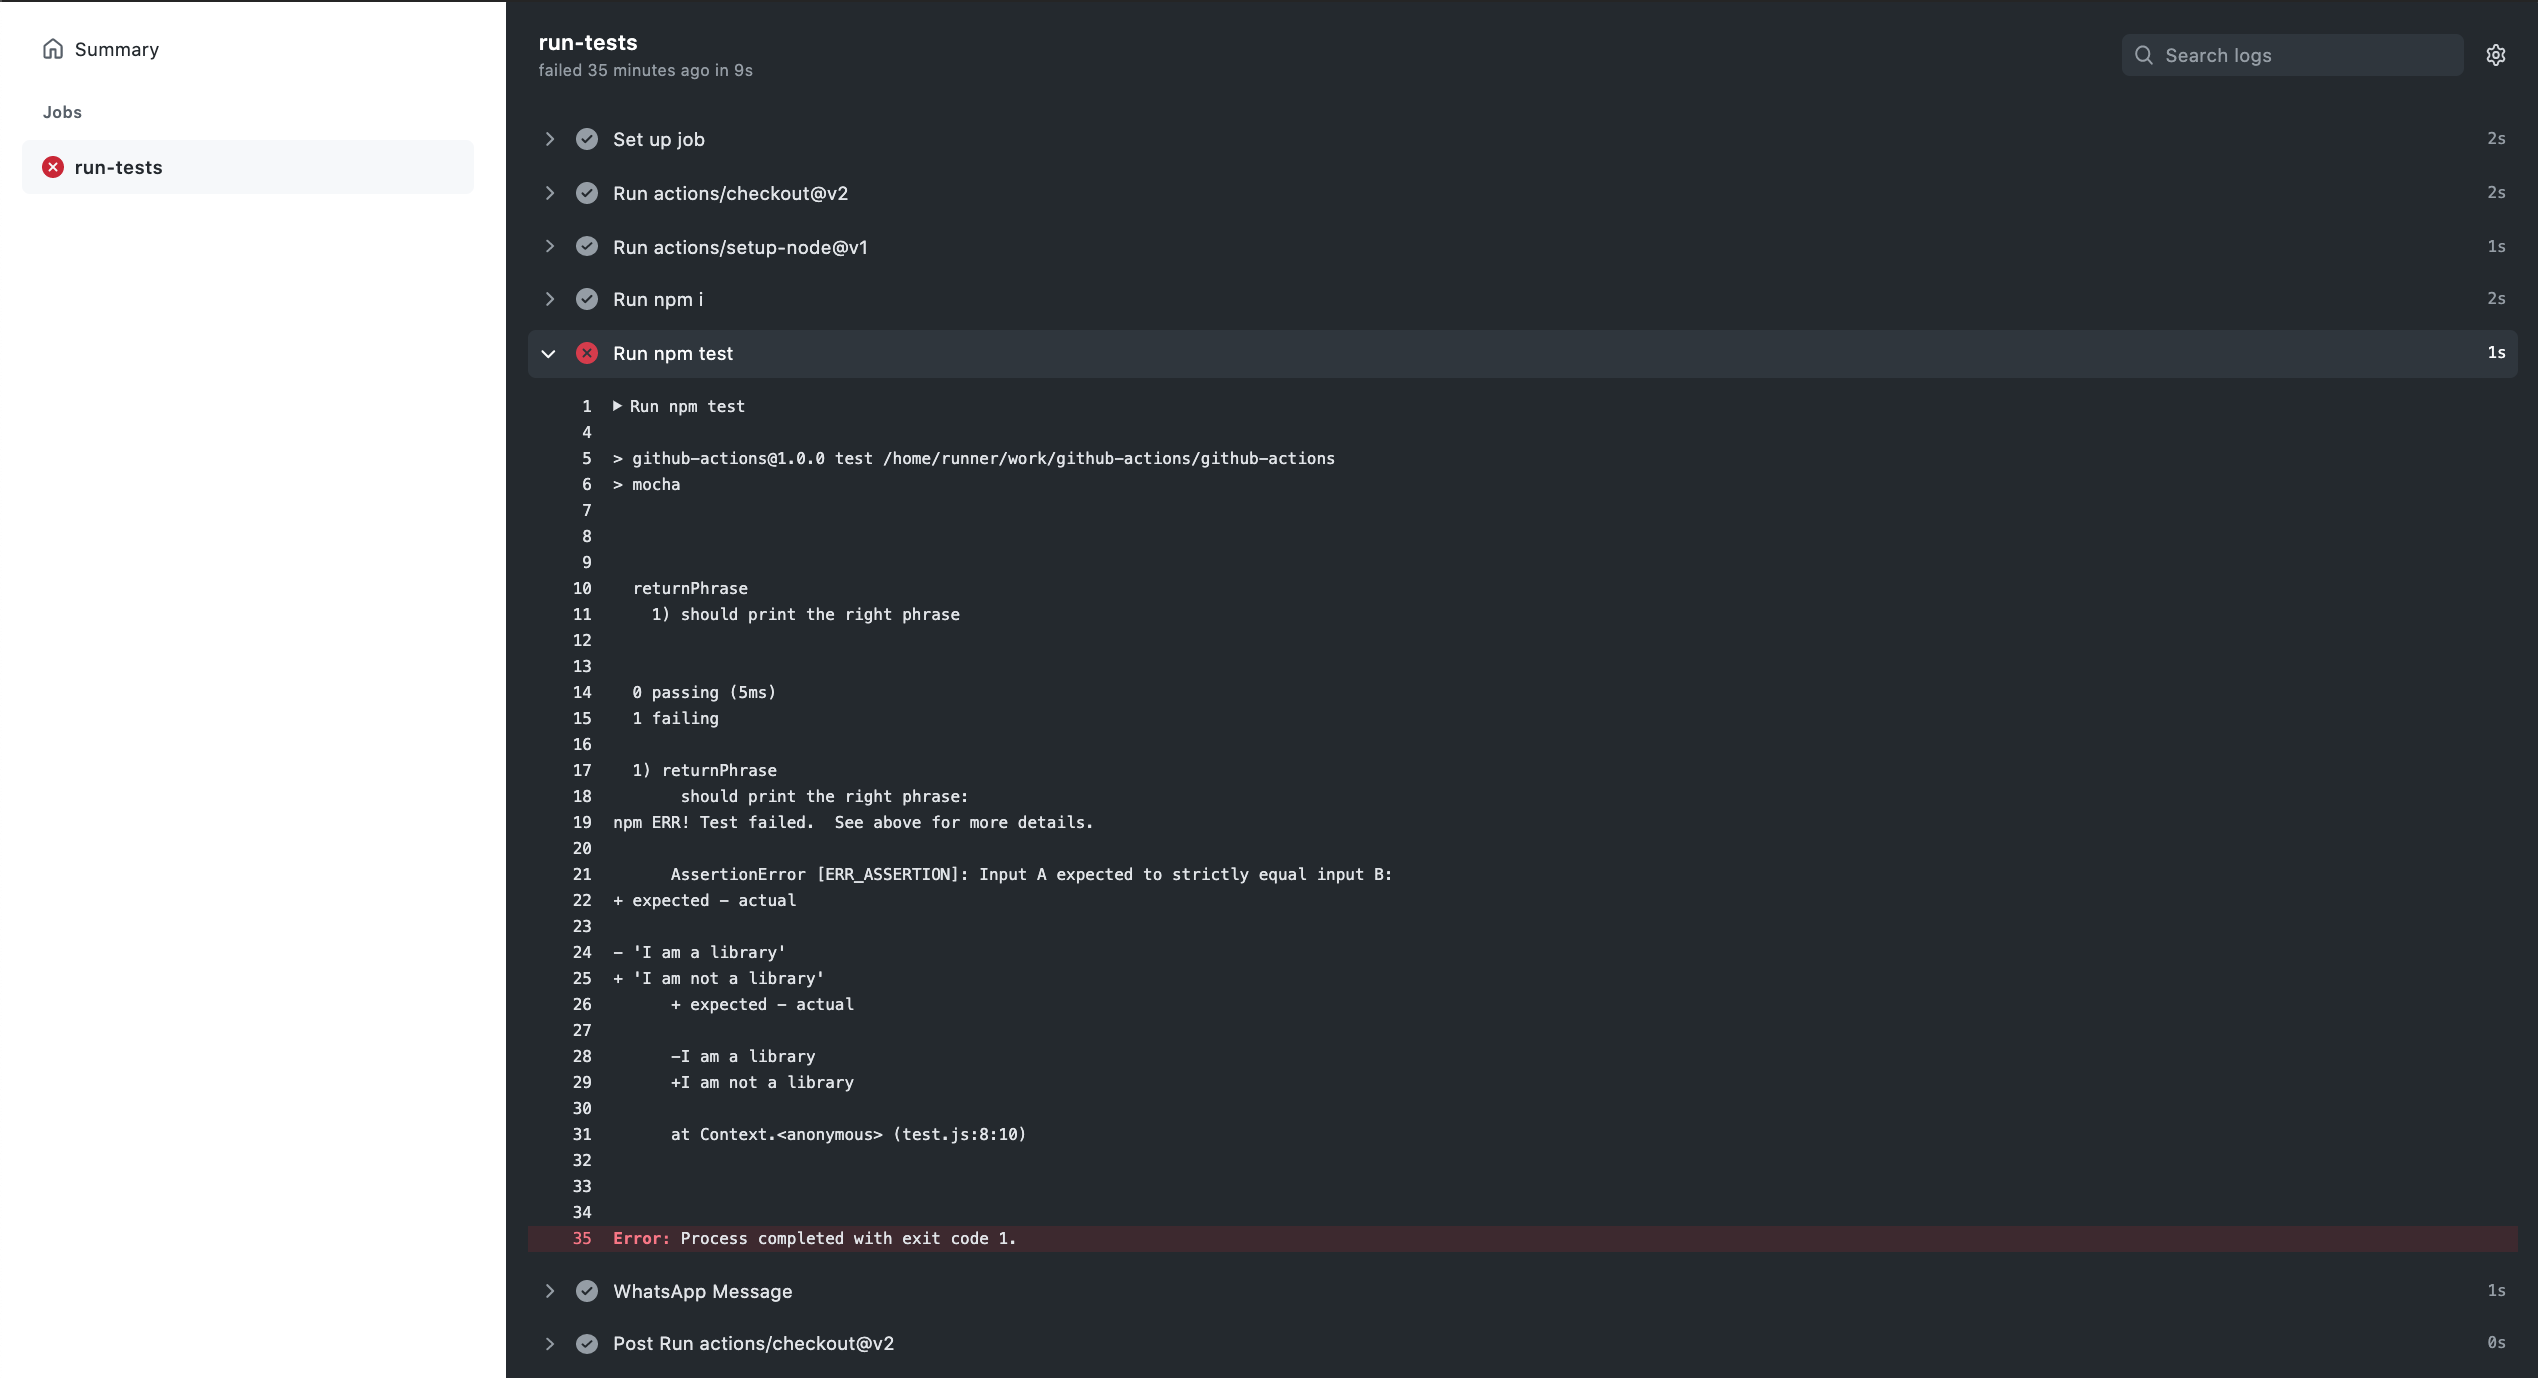 Summary
Jobs
run-tests
run-tests
failed 35 minutes ago in 9s
Search logs
Set up job 2s
Run actions/checkout@v2 2s
Run actions/setup-node@v1 1s
Run npm i 2s
Run npm test 1s
1 Run npm test
4
5 > github-actions@1.0.0 test /home/runner/work/github-actions/github-actions
6 > mocha
7
8
9
10 returnPhrase
11 1) should print the right phrase
12
13
14 0 passing (5ms)
15 1 failing
16
17 1) returnPhrase
18 should print the right phrase:
19 npm ERR! Test failed.  See above for more details.
20
21 AssertionError [ERR_ASSERTION]: Input A expected to strictly equal input B:
22 + expected - actual
23
24 - 'I am a library'
25 + 'I am not a library'
26 + expected - actual
27
28 -I am a library
29 +I am not a library
30
31 at Context.<anonymous> (test.js:8:10)
32
33
34
35 Error: Process completed with exit code 1.
WhatsApp Message 1s
Post Run actions/checkout@v2 0s